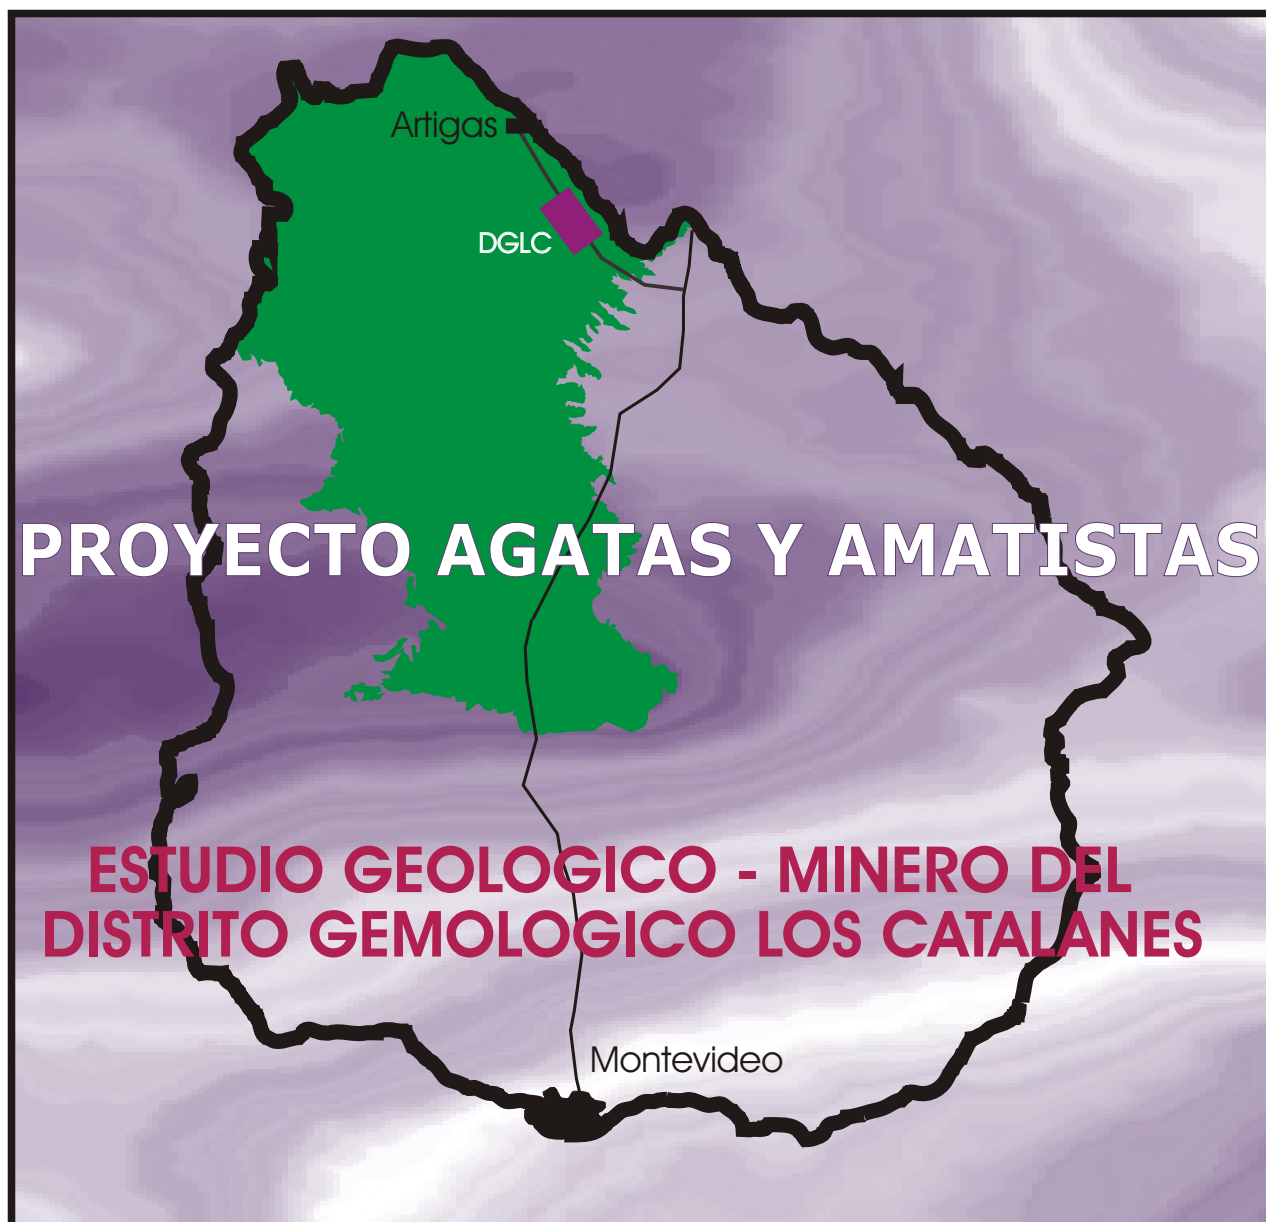 Artigas
DGLC
PROYECTO AGATAS Y AMATISTAS
ESTUDIO GEOLOGICO - MINERO DEL
DISTRITO GEMOLOGICO LOS CATALANES
Montevideo